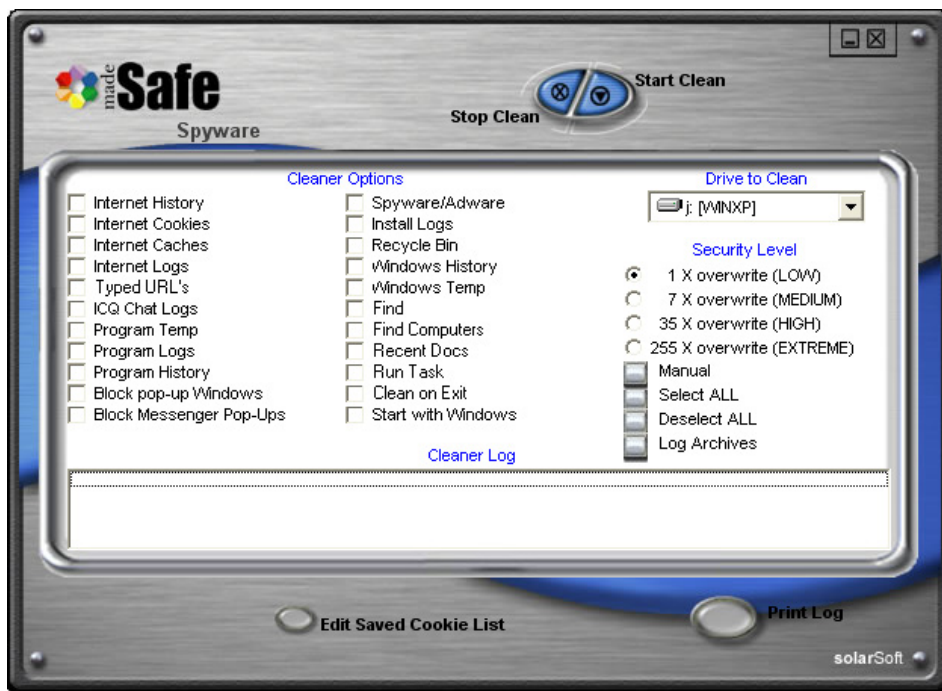 made Safe
Spyware
Start Clean
Stop Clean
Cleaner Options
Internet History
Internet Cookies
Internet Caches
Internet Logs
Typed URL's
ICQ Chat Logs
Program Temp
Program Logs
Program History
Block pop-up Windows
Block Messenger Pop-Ups
Spyware/Adware
Install Logs
Recycle Bin
Windows History
Windows Temp
Find
Find Computers
Recent Docs
Run Task
Clean on Exit
Start with Windows
Drive to Clean
j: [WINXP]
Security Level
1 X overwrite (LOW)
7 X overwrite (MEDIUM)
35 X overwrite (HIGH)
255 X overwrite (EXTREME)
Manual
Select ALL
Deselect ALL
Log Archives
Cleaner Log
Edit Saved Cookie List
Print Log
solarSoft